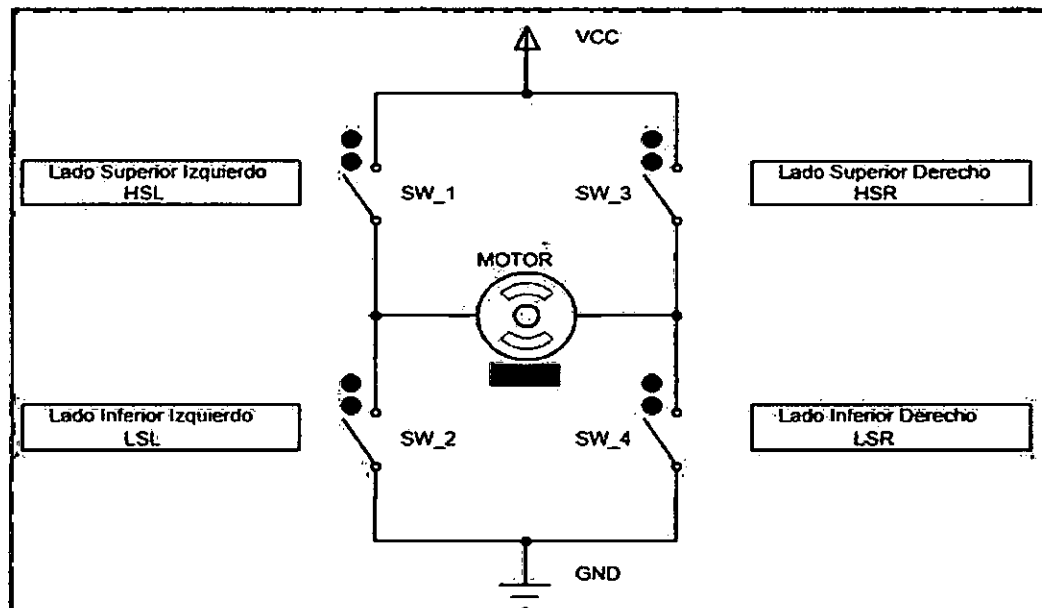 VCC
Lado Superior Izquierdo
HSL
SW_1
SW_3
Lado Superior Derecho
HSR
MOTOR
Lado Inferior Izquierdo
LSL
SW_2
SW_4
Lado Inferior Derecho
LSR
GND